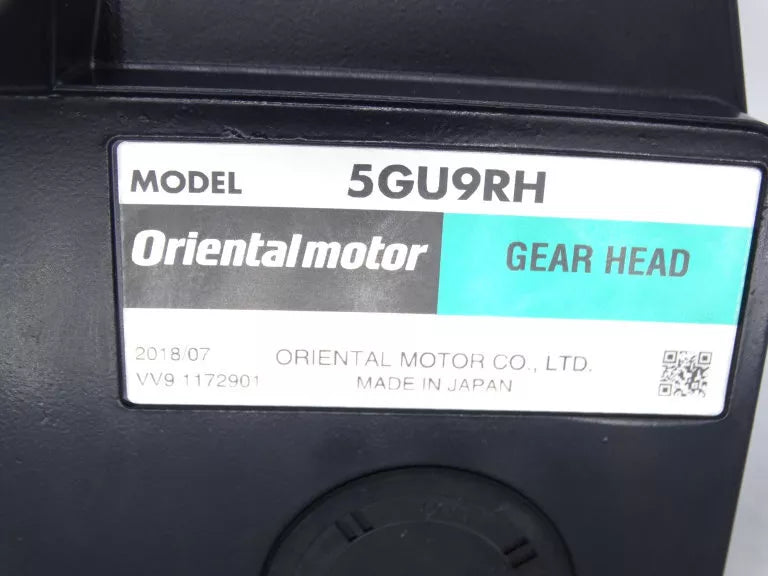 MODEL 5GU9RH
Orientalmotor GEAR HEAD
2018/07 ORIENTAL MOTOR CO., LTD.
VV9 1172901 MADE IN JAPAN